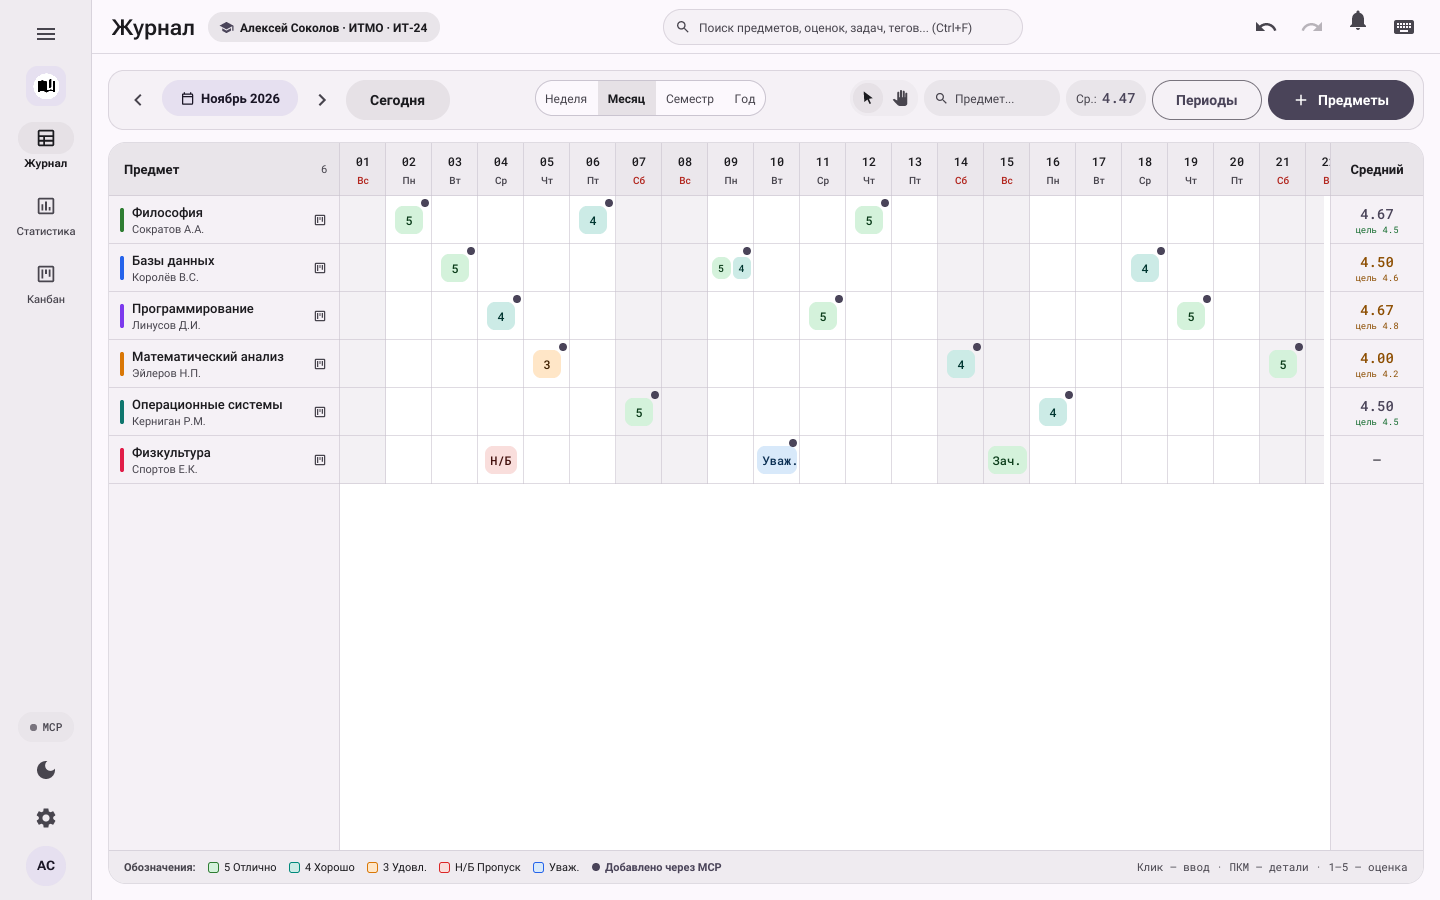 Журнал
Алексей Соколов · ИТМО · ИТ-24
Поиск предметов, оценок, задач, тегов... (Ctrl+F)
Журнал
Статистика
Канбан
MCP
АС
Ноябрь 2026
Сегодня
Неделя Месяц Семестр Год
Предмет...
Ср.: 4.47
Периоды
Предметы
Предмет 6
01 02 03 04 05 06 07 08 09 10 11 12 13 14 15 16 17 18 19 20 21
Вс Пн Вт Ср Чт Пт Сб Вс Пн Вт Ср Чт Пт Сб Вс Пн Вт Ср Чт Пт Сб
Средний
Философия
Сократов А.А.
5 4 5
4.67
цель 4.5
Базы данных
Королёв В.С.
5 5 4 4
4.50
цель 4.6
Программирование
Линусов Д.И.
4 5 5
4.67
цель 4.8
Математический анализ
Эйлеров Н.П.
3 4 5
4.00
цель 4.2
Операционные системы
Керниган Р.М.
5 4
4.50
цель 4.5
Физкультура
Спортов Е.К.
Н/Б Уваж. Зач.
—
Обозначения: 5 Отлично 4 Хорошо 3 Удовл. Н/Б Пропуск Уваж. Добавлено через MCP
Клик — ввод · ПКМ — детали · 1–5 — оценка